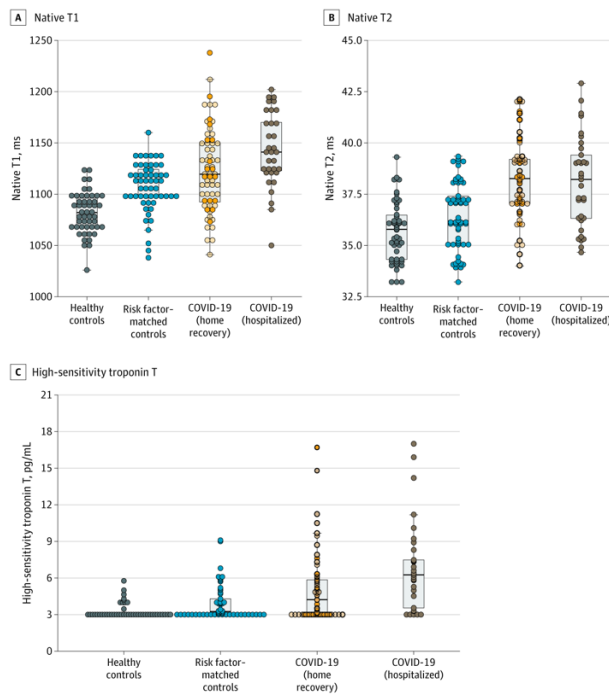 A Native T1
1250
1200
1150
1100
1050
1000
Native T1, ms
Healthy
controls
Risk factor-
matched
controls
COVID-19
(home
recovery)
COVID-19
(hospitalized)
B Native T2
45.0
42.5
40.0
37.5
35.0
32.5
Native T2, ms
Healthy
controls
Risk factor-
matched
controls
COVID-19
(home
recovery)
COVID-19
(hospitalized)
C High-sensitivity troponin T
21
18
15
12
9
6
3
0
High-sensitivity troponin T, pg/mL
Healthy
controls
Risk factor-
matched
controls
COVID-19
(home
recovery)
COVID-19
(hospitalized)